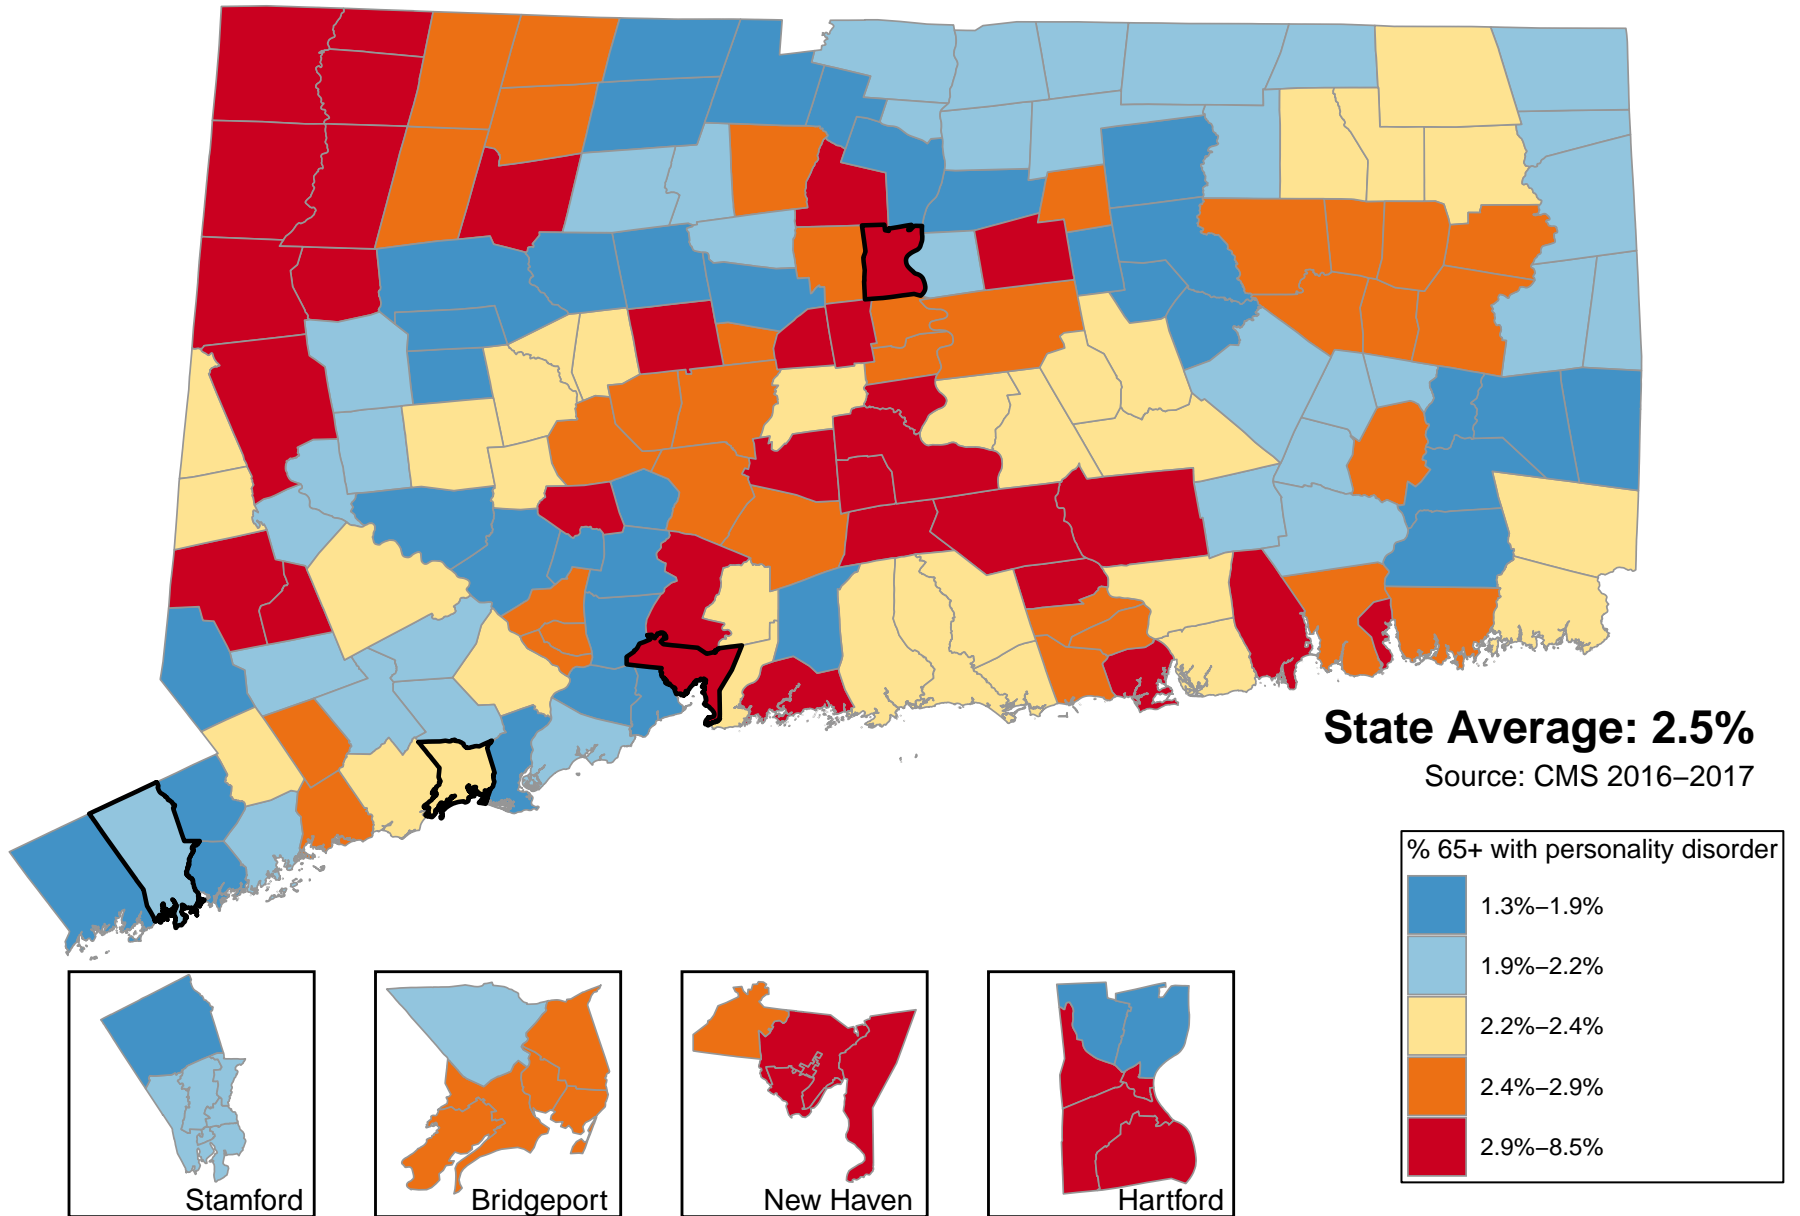 State Average: 2.5%
Source: CMS 2016−2017
% 65+ with personality disorder
1.3%−1.9%
1.9%−2.2%
2.2%−2.4%
2.4%−2.9%
2.9%−8.5%
Stamford
Bridgeport
New Haven
Hartford